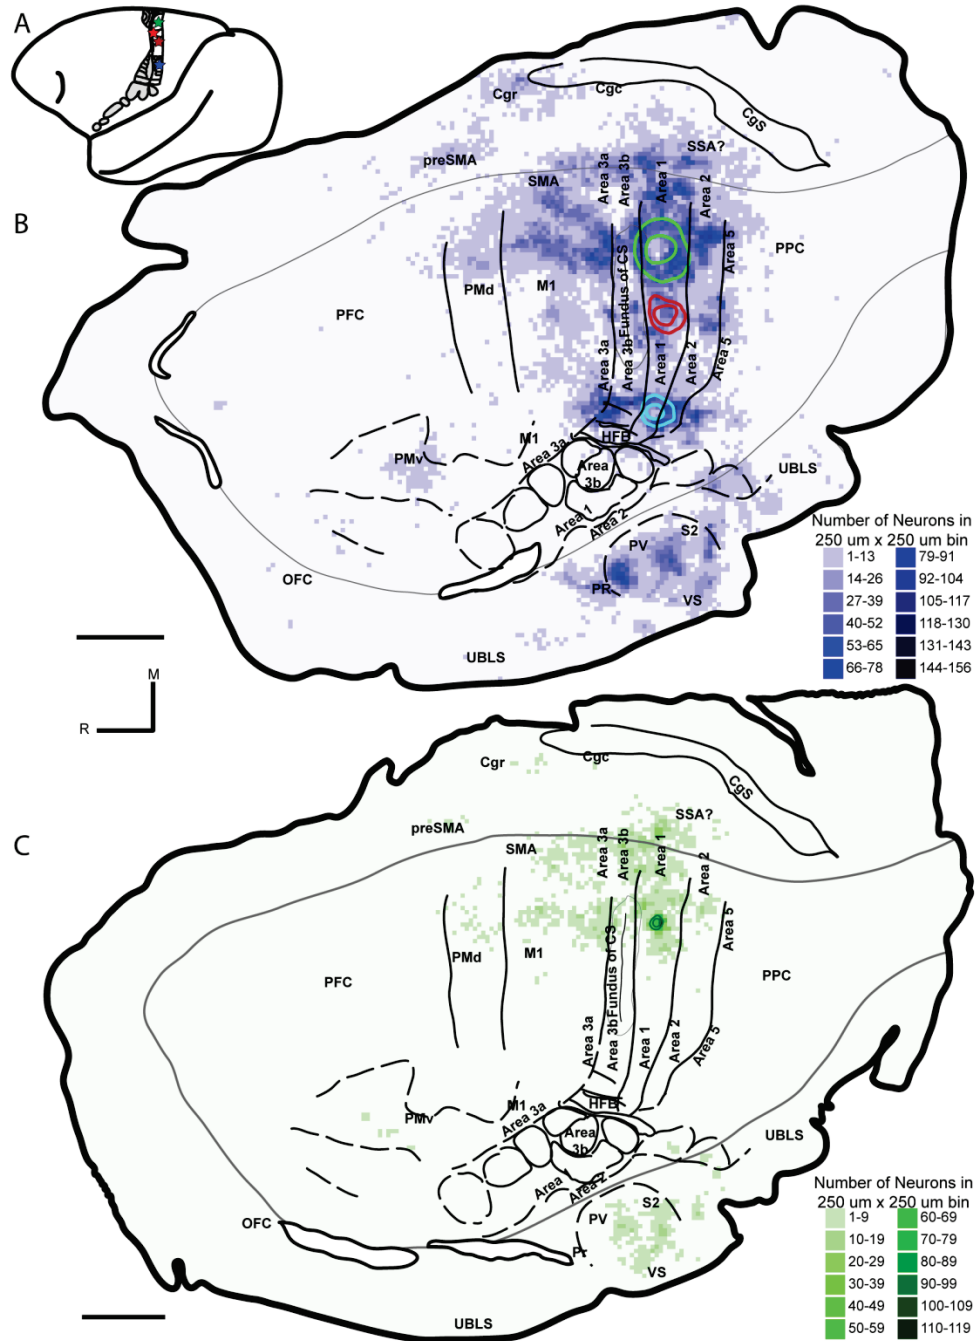 A
Cgr
Cgc
CgS
preSMA
SMA
Area 3a
Area 3b
Area 1
SSA?
Area 2
B
PMd
M1
Fundus of CS
Area 5
PPC
PFC
Area 3a
Area 3b
Area 1
Area 2
Area 5
PMv
M1
Area 3a
HFB
Area
3b
Area 1
Area 2
UBLS
S2
PV
PR
VS
OFC
UBLS
Number of Neurons in
250 um x 250 um bin
1-13
79-91
14-26
92-104
27-39
105-117
40-52
118-130
53-65
131-143
66-78
144-156
M
R
Cgr
Cgc
CgS
preSMA
SMA
Area 3a
Area 3b
Area 1
SSA?
Area 2
C
PMd
M1
Fundus of CS
Area 5
PPC
PFC
Area 3a
Area 3b
Area 1
Area 2
Area 5
PMv
M1
Area 3a
HFB
Area
3b
Area
Area 2
UBLS
S2
PV
Pr
VS
OFC
UBLS
Number of Neurons in
250 um x 250 um bin
1-9
60-69
10-19
70-79
20-29
80-89
30-39
90-99
40-49
100-109
50-59
110-119